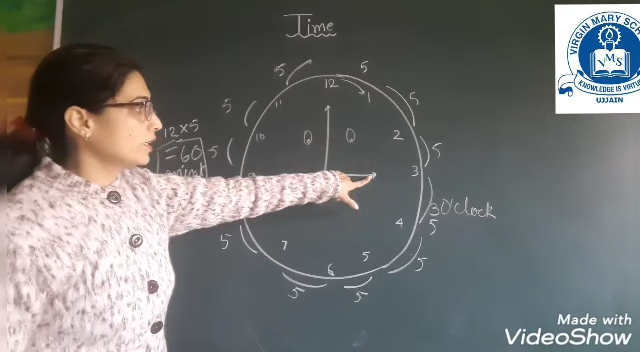 Time
12
1
2
3
4
5
6
7
10
11
5
5
5
5
5
5
5
5
5
5
5
12 x 5
= 60
3 O'clock
VIRGIN MARY SCH
VMS
KNOWLEDGE IS VIRTUE
UJJAIN
Made with
VideoShow